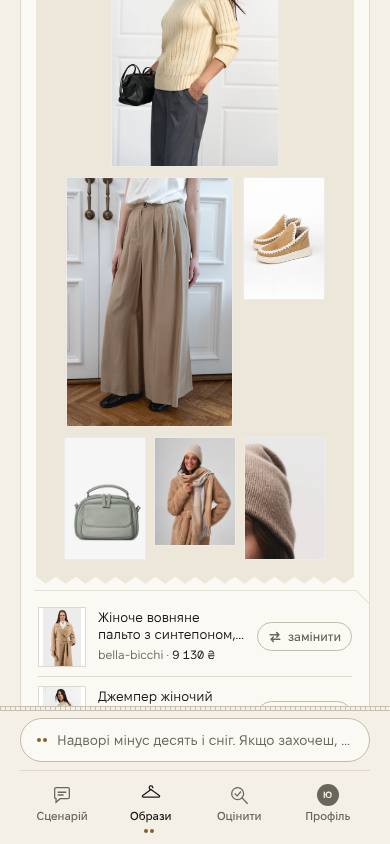 Жіноче вовняне
пальто з синтепоном,...
bella-bicchi · 9 130 ₴
замінити
Джемпер жіночий
Надворі мінус десять і сніг. Якщо захочеш, ...
Сценарій
Образи
Оцінити
Ю
Профіль